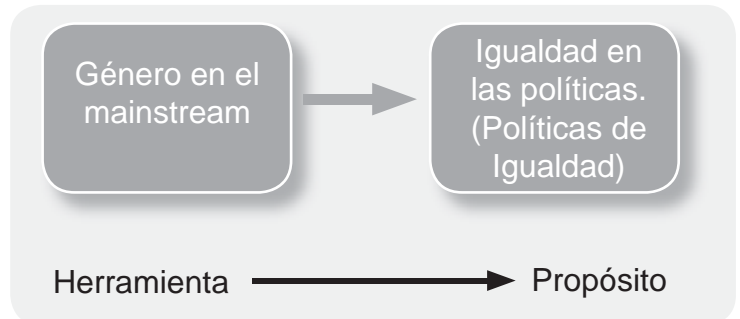 Género en el
mainstream
Igualdad en
las políticas.
(Políticas de
Igualdad)
Herramienta
Propósito